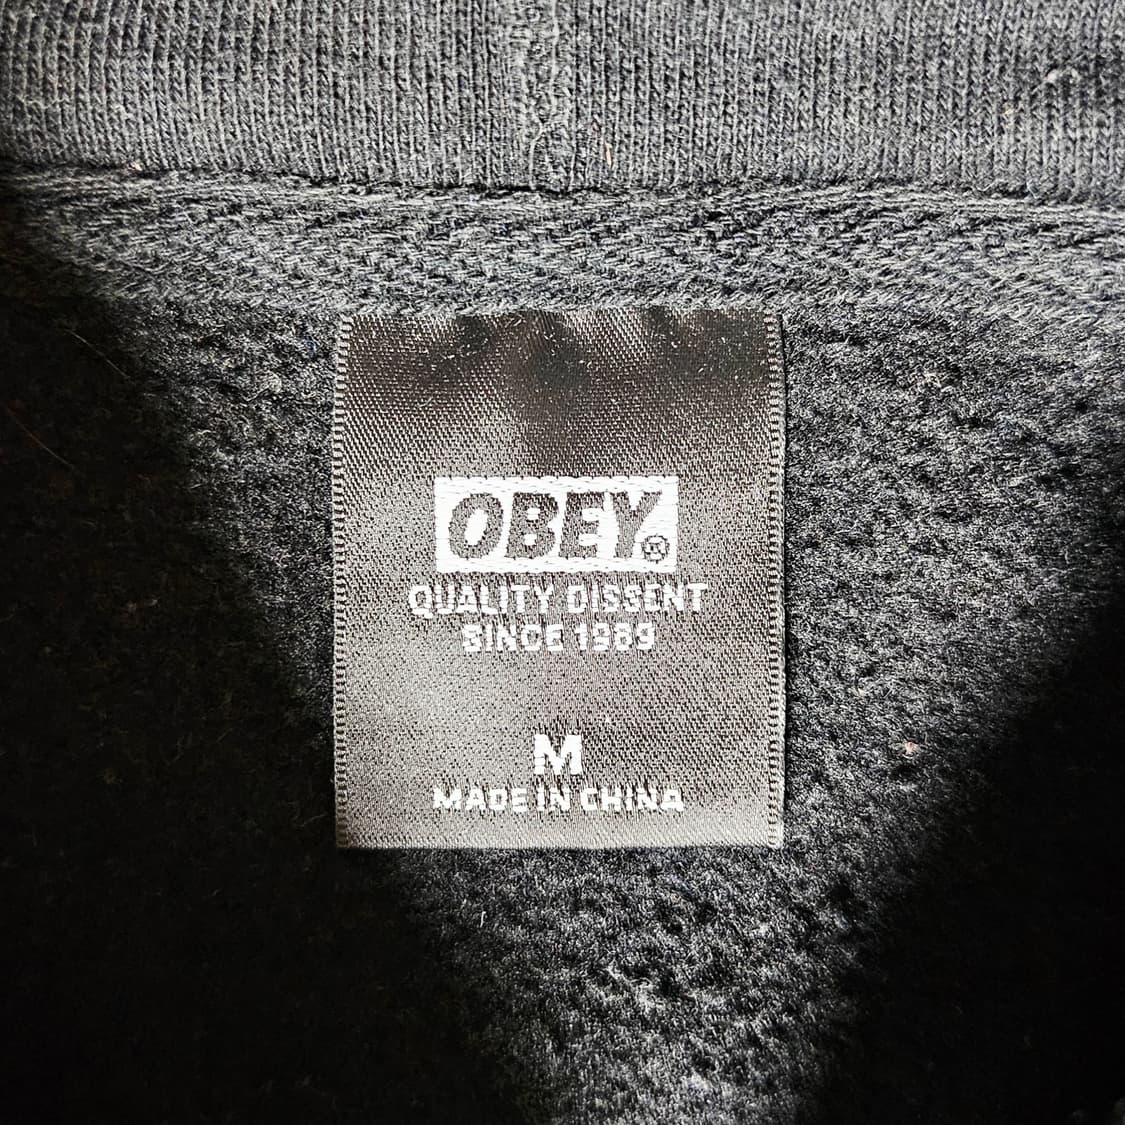 OBEY®
QUALITY DISSENT
SINCE 1989
M
MADE IN CHINA